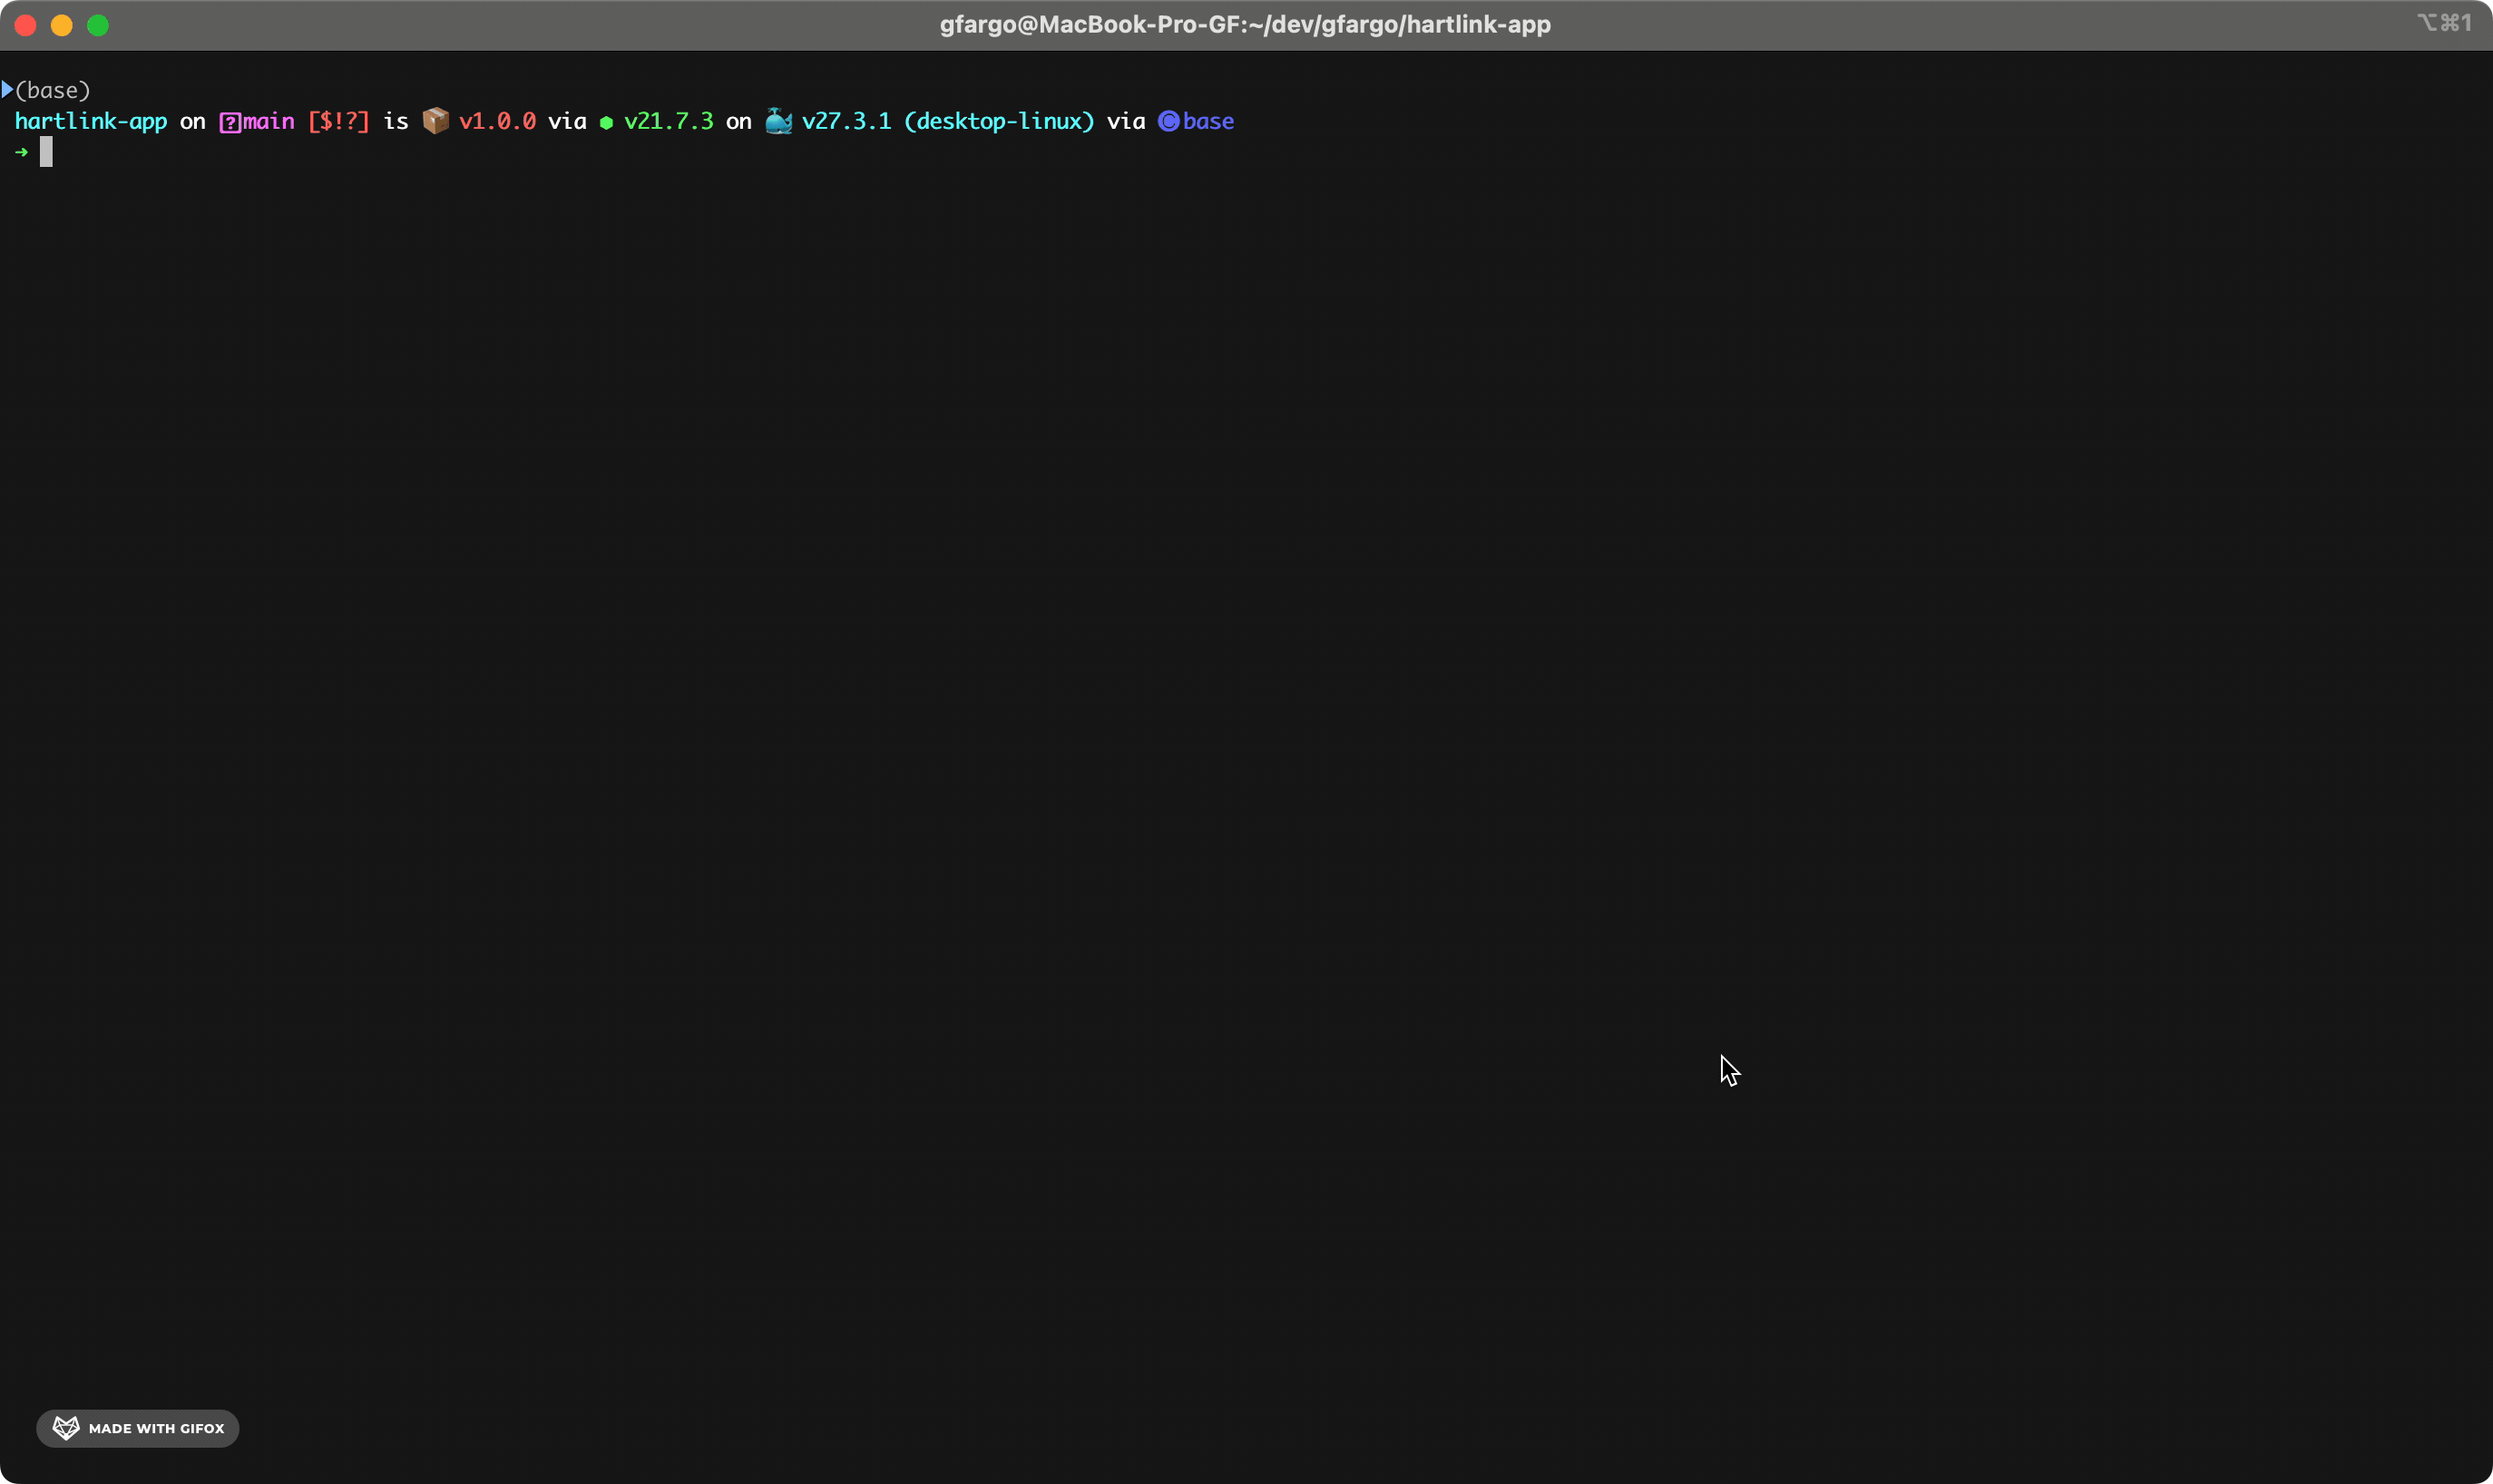 gfargo@MacBook-Pro-GF:~/dev/gfargo/hartlink-app
⌥⌘1
(base)
hartlink-app on main [$!?] is 📦 v1.0.0 via ⬢ v21.7.3 on 🐳 v27.3.1 (desktop-linux) via 🅒 base
➜
MADE WITH GIFOX